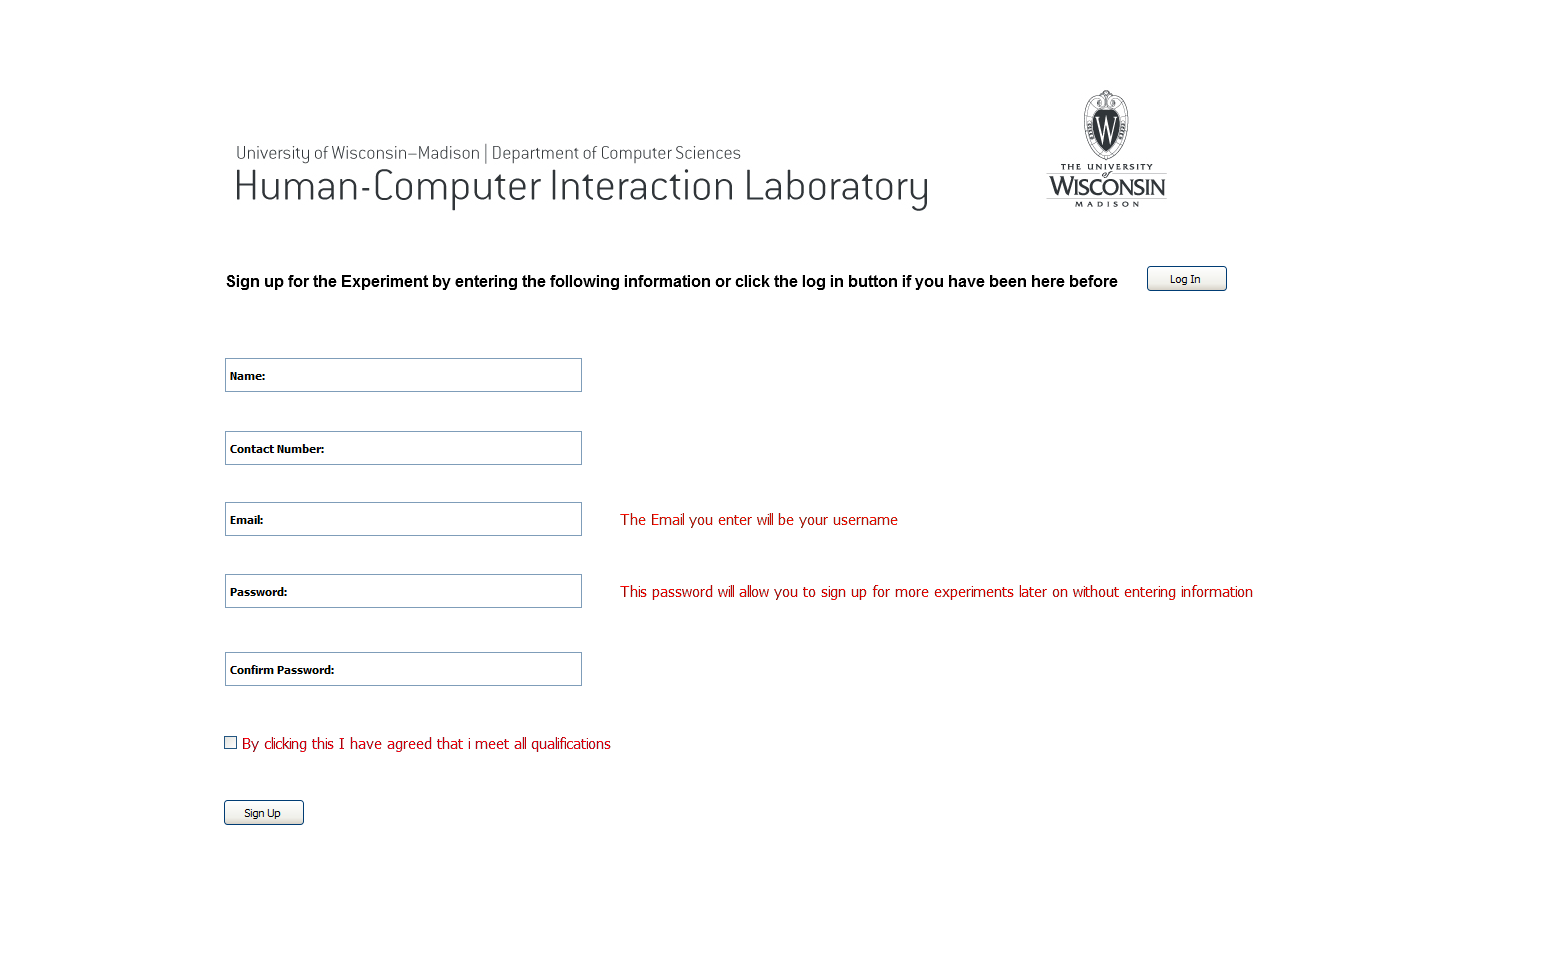 University of Wisconsin–Madison | Department of Computer Sciences
Human-Computer Interaction Laboratory
W
THE UNIVERSITY
of
WISCONSIN
MADISON
Sign up for the Experiment by entering the following information or click the log in button if you have been here before
Log In
Name:
Contact Number:
Email:
The Email you enter will be your username
Password:
This password will allow you to sign up for more experiments later on without entering information
Confirm Password:
By clicking this I have agreed that i meet all qualifications
Sign Up